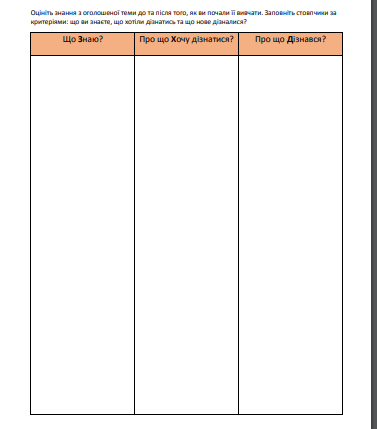 Оцініть знання з оголошеної теми до та після того, як ви почали її вивчати. Заповніть стовпчики за
критеріями: що ви знаєте, що хотіли дізнатись та що нове дізналися?
Що Знаю?
Про що Хочу дізнатися?
Про що Дізнався?